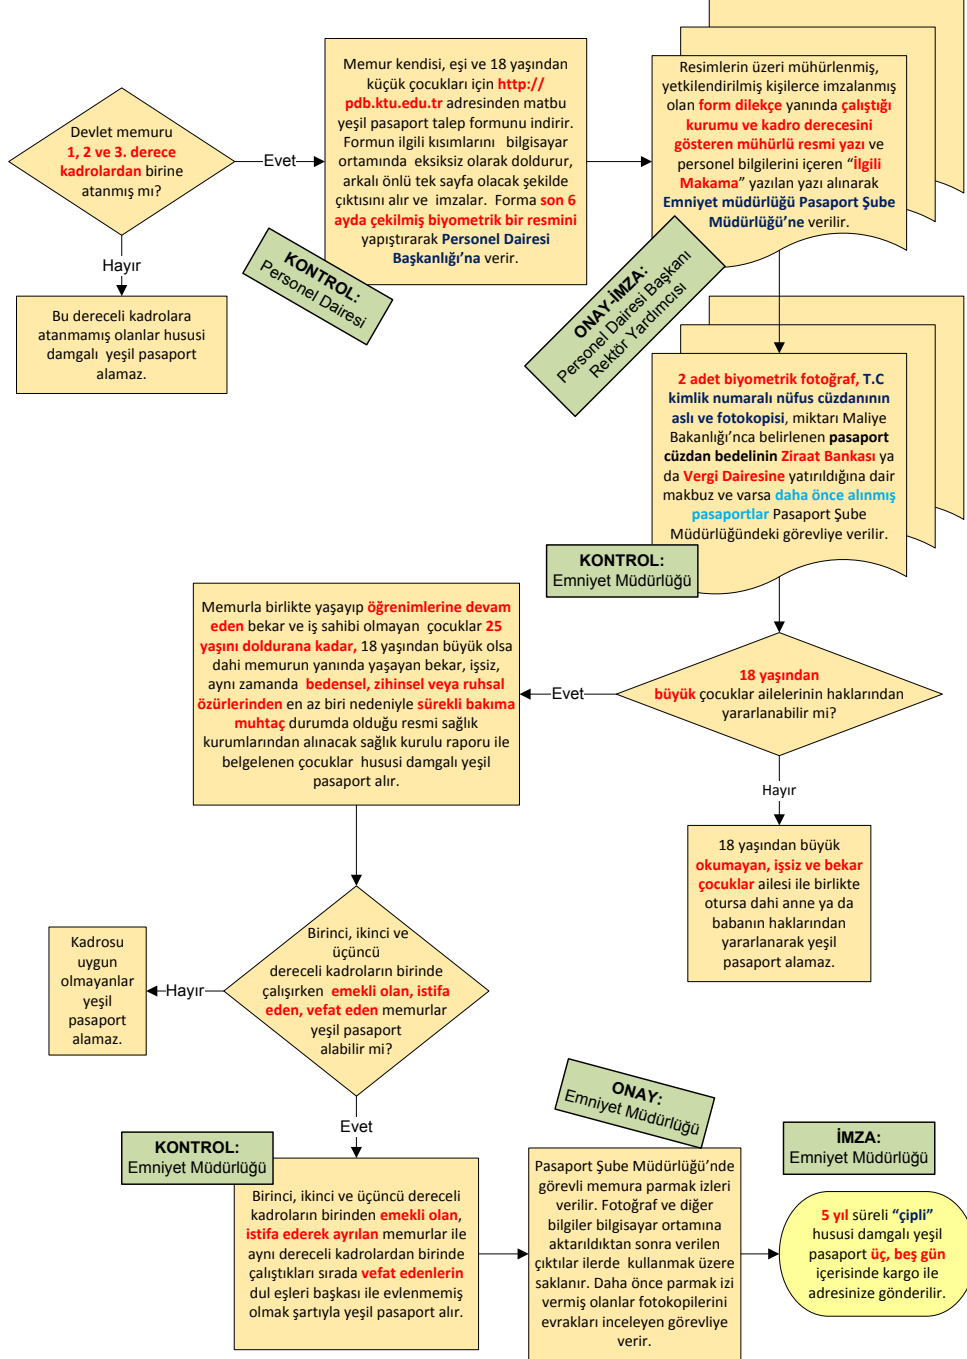 Devlet memuru
1, 2 ve 3. derece
kadrolardan birine
atanmış mı?
Evet
Hayır
Bu dereceli kadrolara
atanmamış olanlar hususi
damgalı yeşil pasaport
alamaz.
Memur kendisi, eşi ve 18 yaşından
küçük çocukları için http://
pdb.ktu.edu.tr adresinden matbu
yeşil pasaport talep formunu indirir.
Formun ilgili kısımlarını bilgisayar
ortamında eksiksiz olarak doldurur,
arkalı önlü tek sayfa olacak şekilde
çıktısını alır ve imzalar. Forma son 6
ayda çekilmiş biyometrik bir resmini
yapıştırarak Personel Dairesi
Başkanlığı’na verir.
KONTROL:
Personel Dairesi
Resimlerin üzeri mühürlenmiş,
yetkilendirilmiş kişilerce imzalanmış
olan form dilekçe yanında çalıştığı
kurumu ve kadro derecesini
gösteren mühürlü resmi yazı ve
personel bilgilerini içeren “İlgili
Makama” yazılan yazı alınarak
Emniyet müdürlüğü Pasaport Şube
Müdürlüğü’ne verilir.
ONAY-İMZA:
Personel Dairesi Başkanı
Rektör Yardımcısı
2 adet biyometrik fotoğraf, T.C
kimlik numaralı nüfus cüzdanının
aslı ve fotokopisi, miktarı Maliye
Bakanlığı’nca belirlenen pasaport
cüzdan bedelinin Ziraat Bankası ya
da Vergi Dairesine yatırıldığına dair
makbuz ve varsa daha önce alınmış
pasaportlar Pasaport Şube
Müdürlüğündeki görevliye verilir.
KONTROL:
Emniyet Müdürlüğü
18 yaşından
büyük çocuklar ailelerinin haklarından
yararlanabilir mi?
Evet
Hayır
18 yaşından büyük
okumayan, işsiz ve bekar
çocuklar ailesi ile birlikte
otursa dahi anne ya da
babanın haklarından
yararlanarak yeşil
pasaport alamaz.
Memurla birlikte yaşayıp öğrenimlerine devam
eden bekar ve iş sahibi olmayan çocuklar 25
yaşını doldurana kadar, 18 yaşından büyük olsa
dahi memurun yanında yaşayan bekar, işsiz,
aynı zamanda bedensel, zihinsel veya ruhsal
özürlerinden en az biri nedeniyle sürekli bakıma
muhtaç durumda olduğu resmi sağlık
kurumlarından alınacak sağlık kurulu raporu ile
belgelenen çocuklar hususi damgalı yeşil
pasaport alır.
Birinci, ikinci ve
üçüncü
dereceli kadroların birinde
çalışırken emekli olan, istifa
eden, vefat eden memurlar
yeşil pasaport
alabilir mi?
Hayır
Kadrosu
uygun
olmayanlar
yeşil
pasaport
alamaz.
Evet
KONTROL:
Emniyet Müdürlüğü
Birinci, ikinci ve üçüncü dereceli
kadroların birinden emekli olan,
istifa ederek ayrılan memurlar ile
aynı dereceli kadrolardan birinde
çalıştıkları sırada vefat edenlerin
dul eşleri başkası ile evlenmemiş
olmak şartıyla yeşil pasaport alır.
ONAY:
Emniyet Müdürlüğü
Pasaport Şube Müdürlüğü’nde
görevli memura parmak izleri
verilir. Fotoğraf ve diğer
bilgiler bilgisayar ortamına
aktarıldıktan sonra verilen
çıktılar ilerde kullanmak üzere
saklanır. Daha önce parmak izi
vermiş olanlar fotokopilerini
evrakları inceleyen görevliye
verir.
İMZA:
Emniyet Müdürlüğü
5 yıl süreli “çipli”
hususi damgalı yeşil
pasaport üç, beş gün
içerisinde kargo ile
adresinize gönderilir.